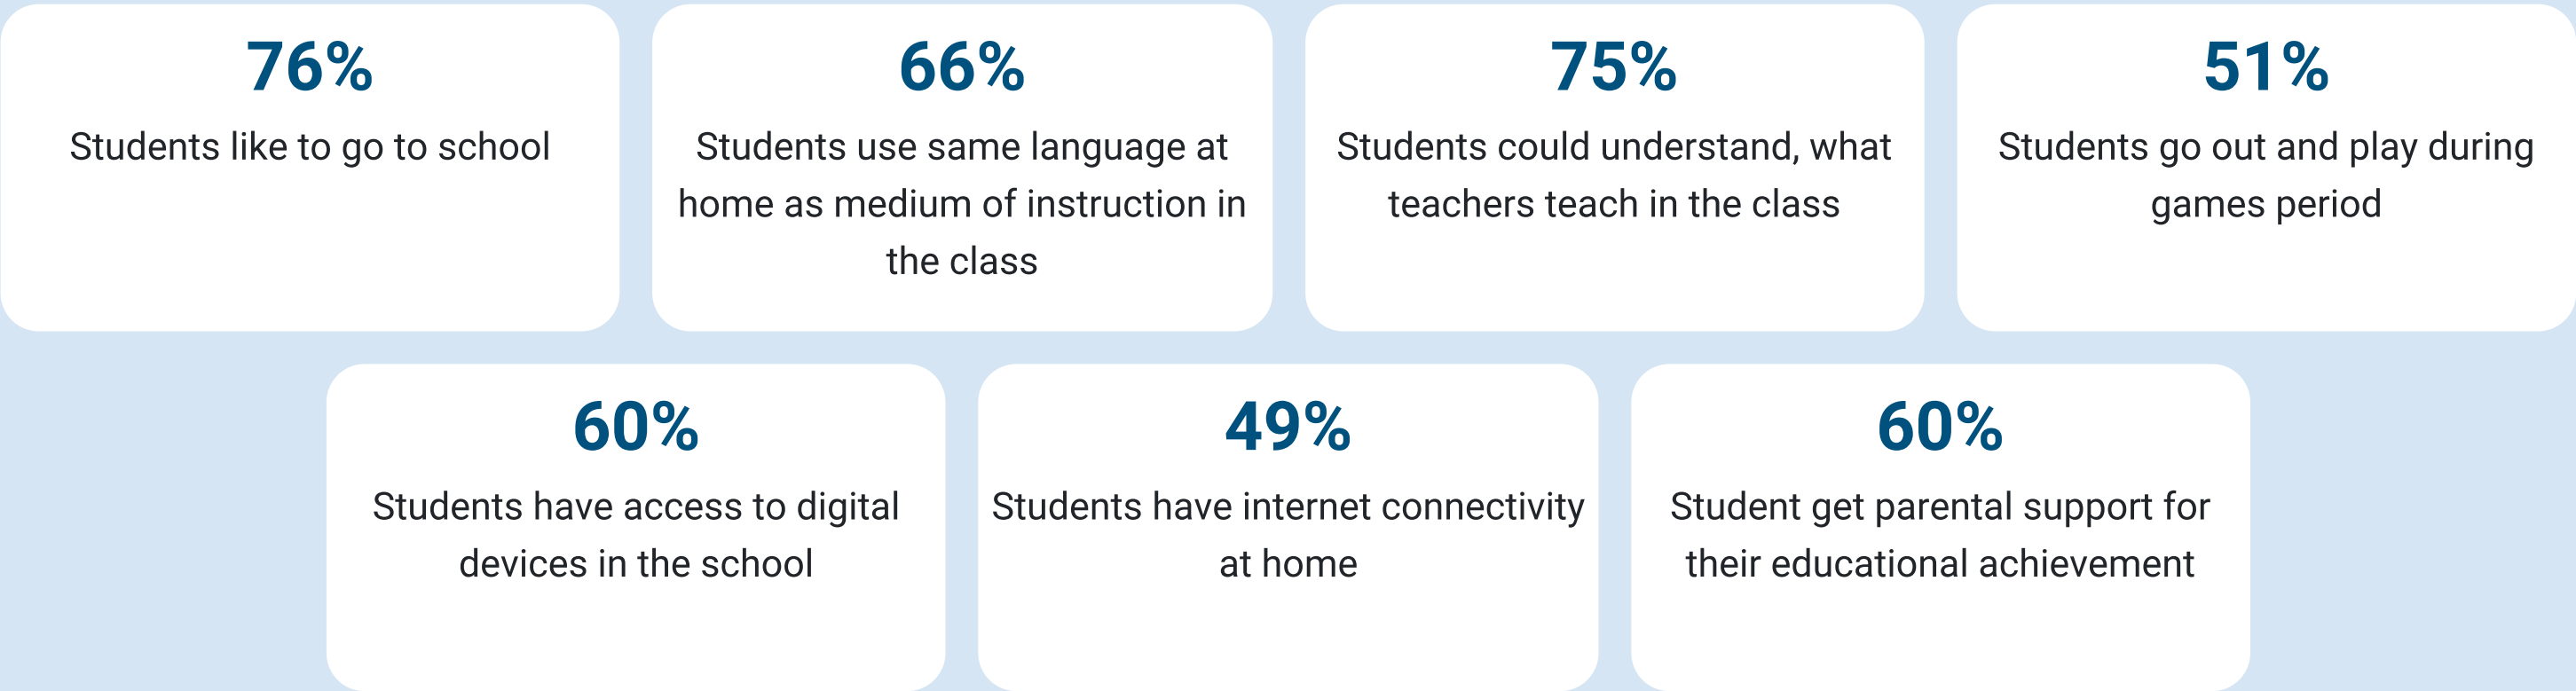 76%
Students like to go to school
66%
Students use same language at
home as medium of instruction in
the class
75%
Students could understand, what
teachers teach in the class
51%
Students go out and play during
games period
60%
Students have access to digital
devices in the school
49%
Students have internet connectivity
at home
60%
Student get parental support for
their educational achievement